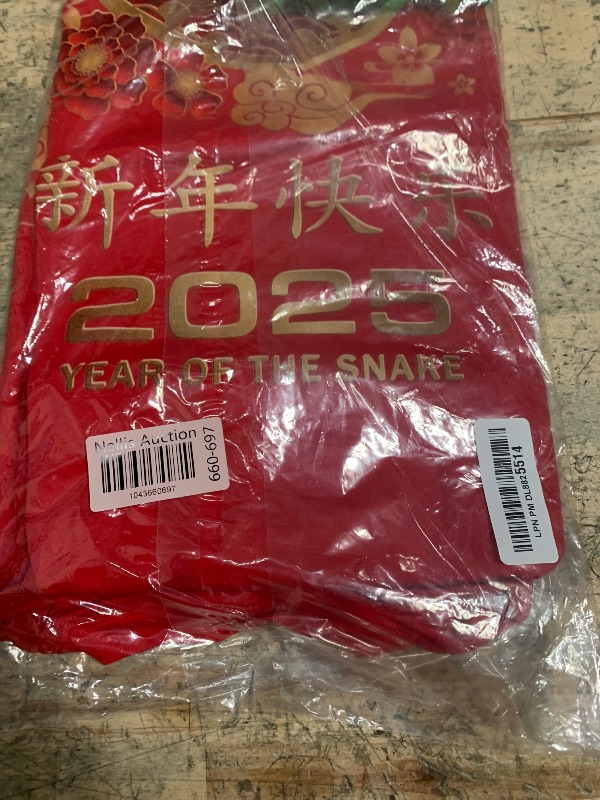 新年快乐
2025
YEAR OF THE SNAKE
Nellis Auction
1043660697
660-697
LPN PM DL8825514